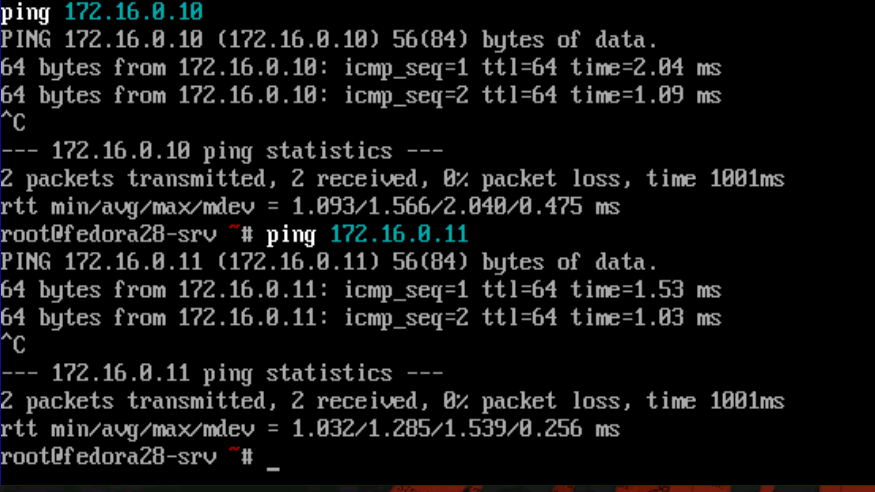 ping 172.16.0.10
PING 172.16.0.10 (172.16.0.10) 56(84) bytes of data.
64 bytes from 172.16.0.10: icmp_seq=1 ttl=64 time=2.04 ms
64 bytes from 172.16.0.10: icmp_seq=2 ttl=64 time=1.09 ms
^C
--- 172.16.0.10 ping statistics ---
2 packets transmitted, 2 received, 0% packet loss, time 1001ms
rtt min/avg/max/mdev = 1.093/1.566/2.040/0.475 ms
root@fedora28-srv ~# ping 172.16.0.11
PING 172.16.0.11 (172.16.0.11) 56(84) bytes of data.
64 bytes from 172.16.0.11: icmp_seq=1 ttl=64 time=1.53 ms
64 bytes from 172.16.0.11: icmp_seq=2 ttl=64 time=1.03 ms
^C
--- 172.16.0.11 ping statistics ---
2 packets transmitted, 2 received, 0% packet loss, time 1001ms
rtt min/avg/max/mdev = 1.032/1.285/1.539/0.256 ms
root@fedora28-srv ~# _